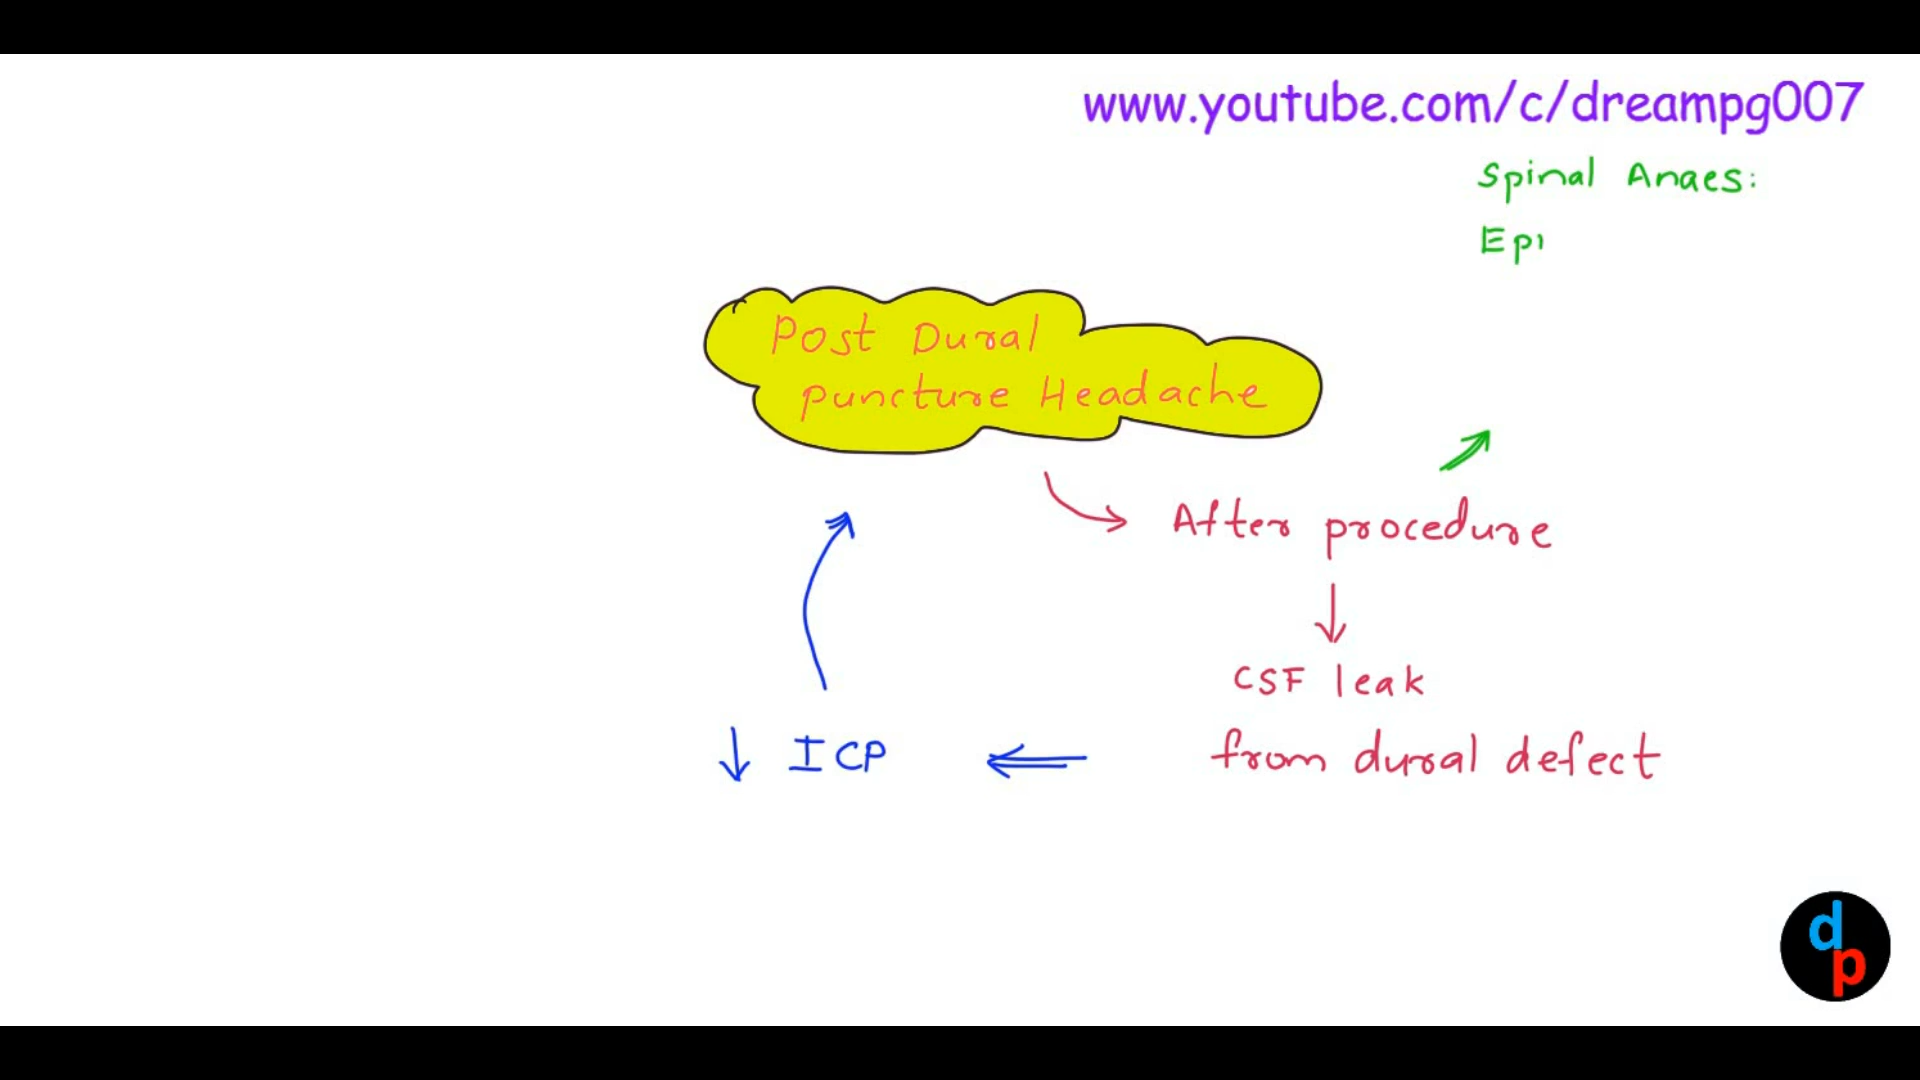 www.youtube.com/c/dreampg007
Spinal Anaes:
Epi
Post Dural
puncture Headache
After procedure
CSF leak
from dural defect
↓ ICP
dp